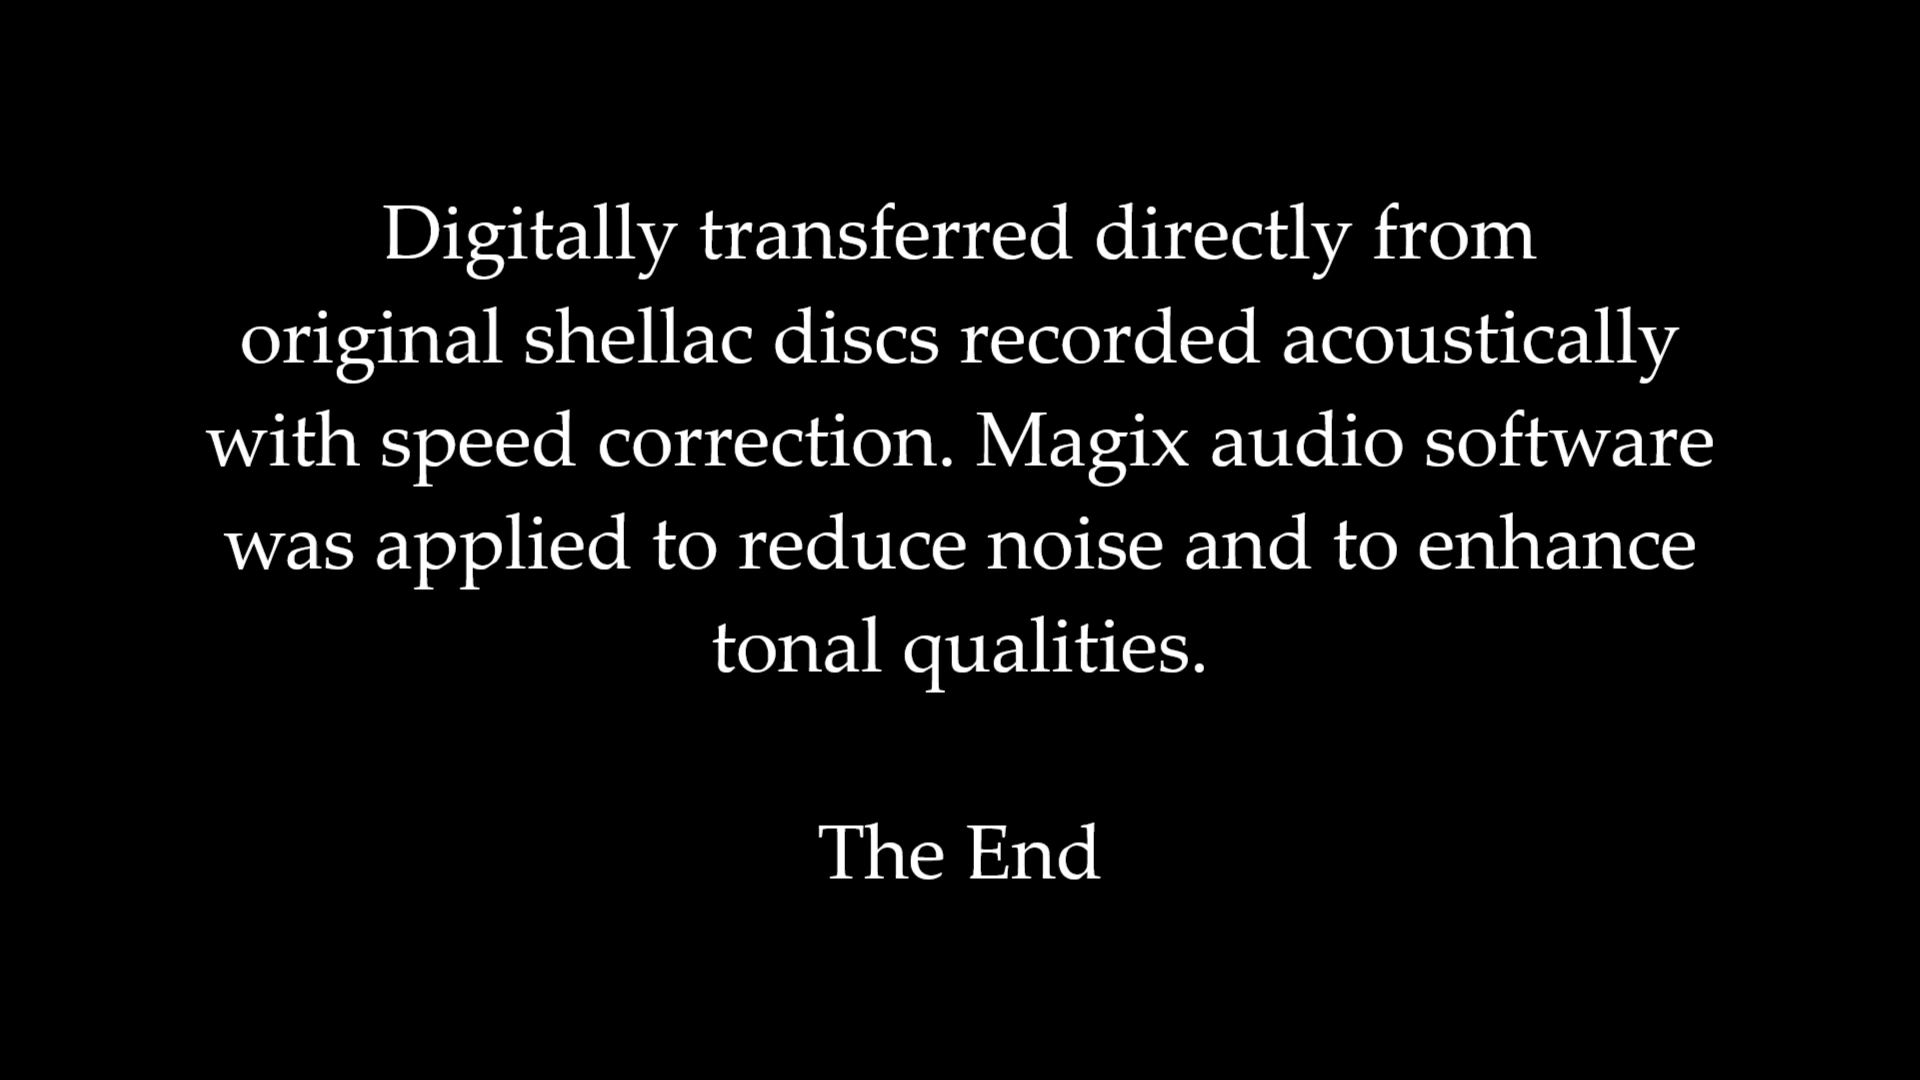 Digitally transferred directly from
original shellac discs recorded acoustically
with speed correction. Magix audio software
was applied to reduce noise and to enhance
tonal qualities.
The End